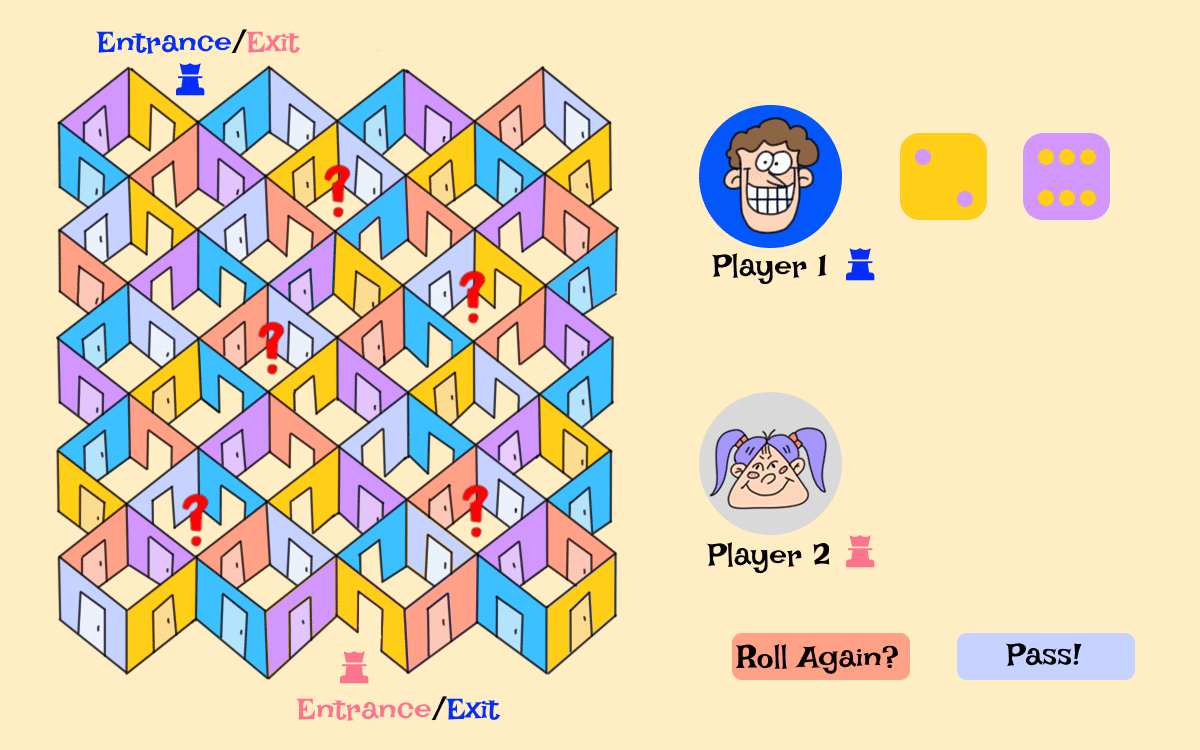 Entrance/Exit
?
?
?
?
?
Entrance/Exit
Player 1
Player 2
Roll Again?
Pass!